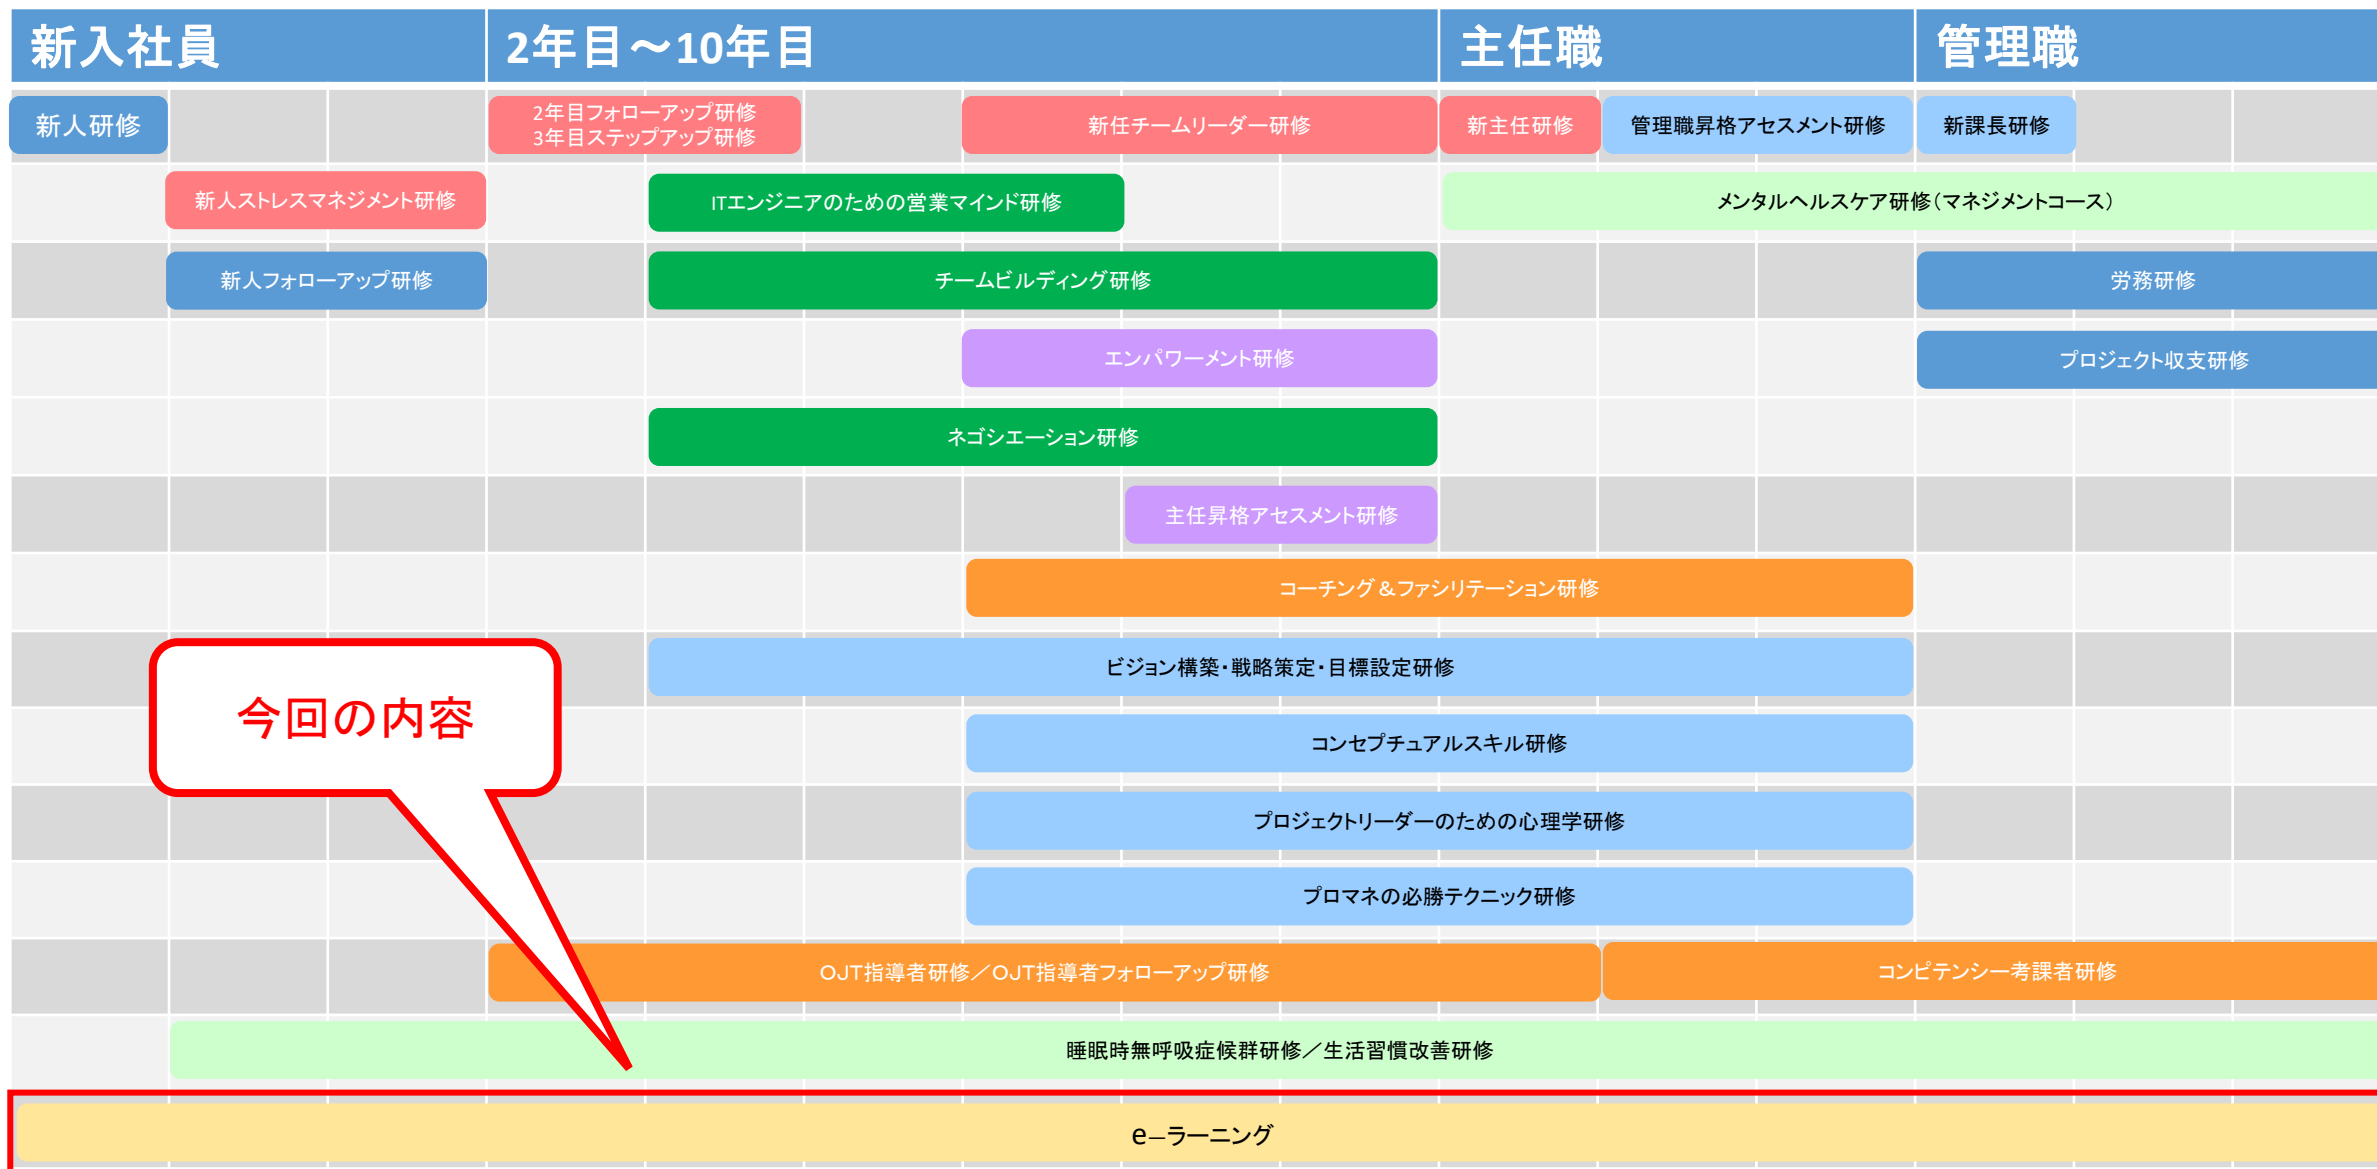 新入社員
2年目～10年目
主任職
管理職
新人研修
2年目フォローアップ研修
3年目ステップアップ研修
新任チームリーダー研修
新主任研修
管理職昇格アセスメント研修
新課長研修
新人ストレスマネジメント研修
ITエンジニアのための営業マインド研修
メンタルヘルスケア研修（マネジメントコース）
新人フォローアップ研修
チームビルディング研修
労務研修
エンパワーメント研修
プロジェクト収支研修
ネゴシエーション研修
主任昇格アセスメント研修
コーチング＆ファシリテーション研修
ビジョン構築・戦略策定・目標設定研修
今回の内容
コンセプチュアルスキル研修
プロジェクトリーダーのための心理学研修
プロマネの必勝テクニック研修
OJT指導者研修／OJT指導者フォローアップ研修
コンピテンシー考課者研修
睡眠時無呼吸症候群研修／生活習慣改善研修
e–ラーニング